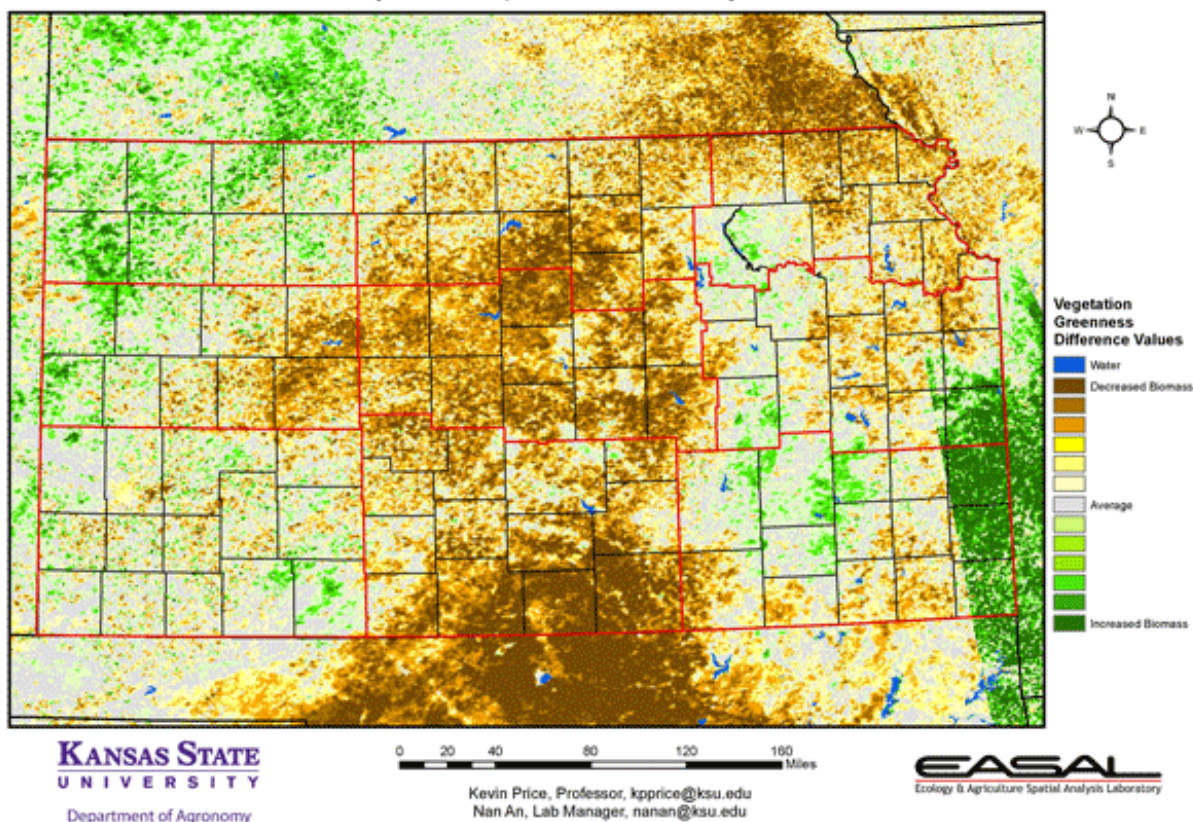 N
W
E
S
Vegetation
Greenness
Difference Values
Water
Decreased Biomass
Average
Increased Biomass
KANSAS STATE
UNIVERSITY
Department of Agronomy
0 20 40 80 120 160
Miles
Kevin Price, Professor, kpprice@ksu.edu
Nan An, Lab Manager, nanan@ksu.edu
EASAL
Ecology & Agriculture Spatial Analysis Laboratory